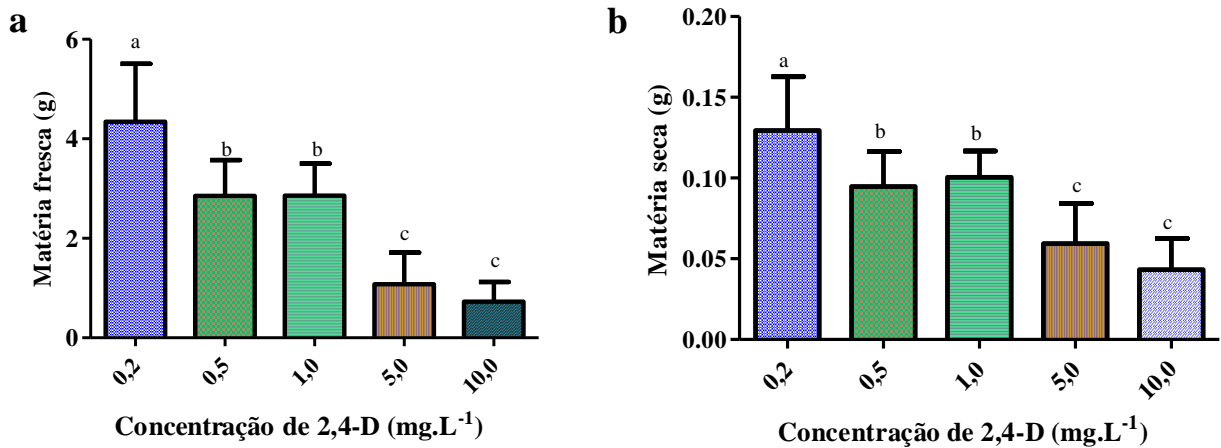 a
6
4
2
0
Matéria fresca (g)
a
b
b
c
c
0,2
0,5
1,0
5,0
10,0
Concentração de 2,4-D (mg.L-1)
b
0.20
0.15
0.10
0.05
0.00
Matéria seca (g)
a
b
b
c
c
0,2
0,5
1,0
5,0
10,0
Concentração de 2,4-D (mg.L-1)